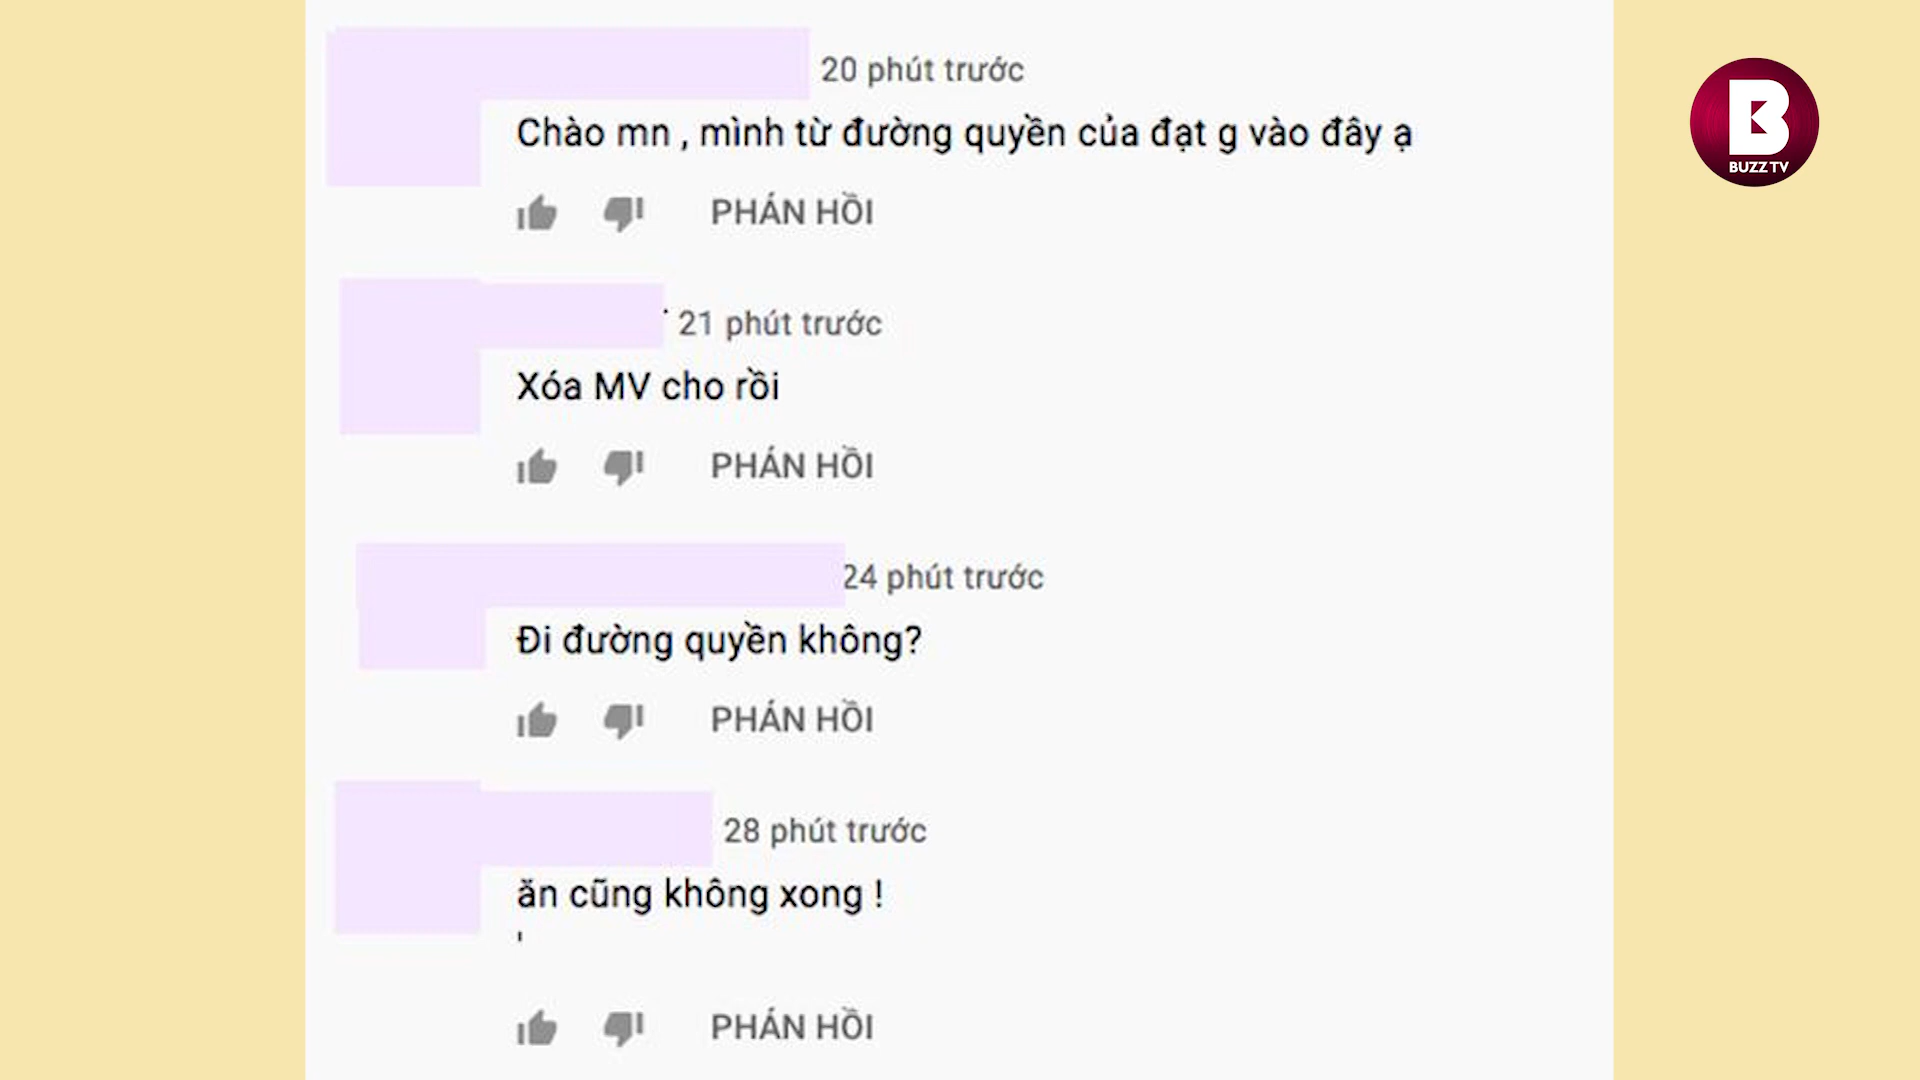 20 phút trước
Chào mn , mình từ đường quyền của đạt g vào đây ạ
PHẢN HỒI
21 phút trước
Xóa MV cho rồi
PHẢN HỒI
24 phút trước
Đi đường quyền không?
PHẢN HỒI
28 phút trước
ăn cũng không xong !
'
PHẢN HỒI
B
BUZZ TV